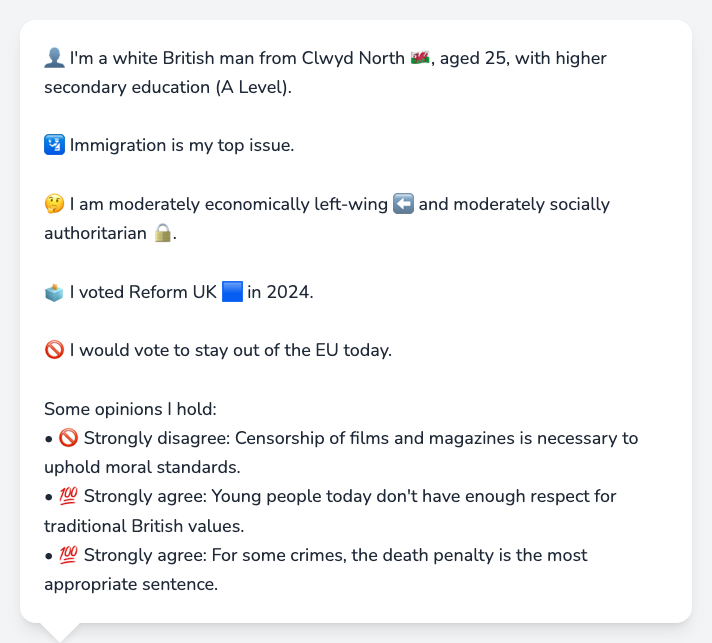 👤 I'm a white British man from Clwyd North 🏴󠁧󠁢󠁷󠁬󠁳󠁿, aged 25, with higher
secondary education (A Level).
🛂 Immigration is my top issue.
🤔 I am moderately economically left-wing ⬅️ and moderately socially
authoritarian 🔒.
🗳️ I voted Reform UK 🟦 in 2024.
🚫 I would vote to stay out of the EU today.
Some opinions I hold:
• 🚫 Strongly disagree: Censorship of films and magazines is necessary to
uphold moral standards.
• 💯 Strongly agree: Young people today don't have enough respect for
traditional British values.
• 💯 Strongly agree: For some crimes, the death penalty is the most
appropriate sentence.